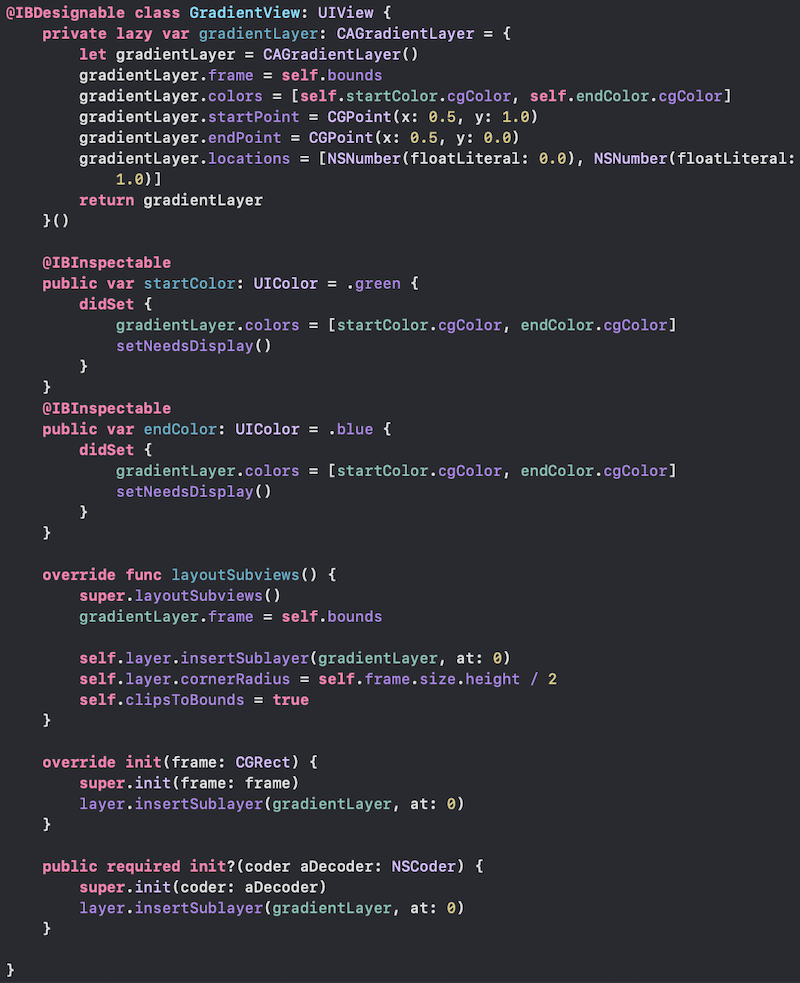 @IBDesignable class GradientView: UIView {
    private lazy var gradientLayer: CAGradientLayer = {
        let gradientLayer = CAGradientLayer()
        gradientLayer.frame = self.bounds
        gradientLayer.colors = [self.startColor.cgColor, self.endColor.cgColor]
        gradientLayer.startPoint = CGPoint(x: 0.5, y: 1.0)
        gradientLayer.endPoint = CGPoint(x: 0.5, y: 0.0)
        gradientLayer.locations = [NSNumber(floatLiteral: 0.0), NSNumber(floatLiteral:
            1.0)]
        return gradientLayer
    }()

    @IBInspectable
    public var startColor: UIColor = .green {
        didSet {
            gradientLayer.colors = [startColor.cgColor, endColor.cgColor]
            setNeedsDisplay()
        }
    }
    @IBInspectable
    public var endColor: UIColor = .blue {
        didSet {
            gradientLayer.colors = [startColor.cgColor, endColor.cgColor]
            setNeedsDisplay()
        }
    }

    override func layoutSubviews() {
        super.layoutSubviews()
        gradientLayer.frame = self.bounds

        self.layer.insertSublayer(gradientLayer, at: 0)
        self.layer.cornerRadius = self.frame.size.height / 2
        self.clipsToBounds = true
    }

    override init(frame: CGRect) {
        super.init(frame: frame)
        layer.insertSublayer(gradientLayer, at: 0)
    }

    public required init?(coder aDecoder: NSCoder) {
        super.init(coder: aDecoder)
        layer.insertSublayer(gradientLayer, at: 0)
    }

}